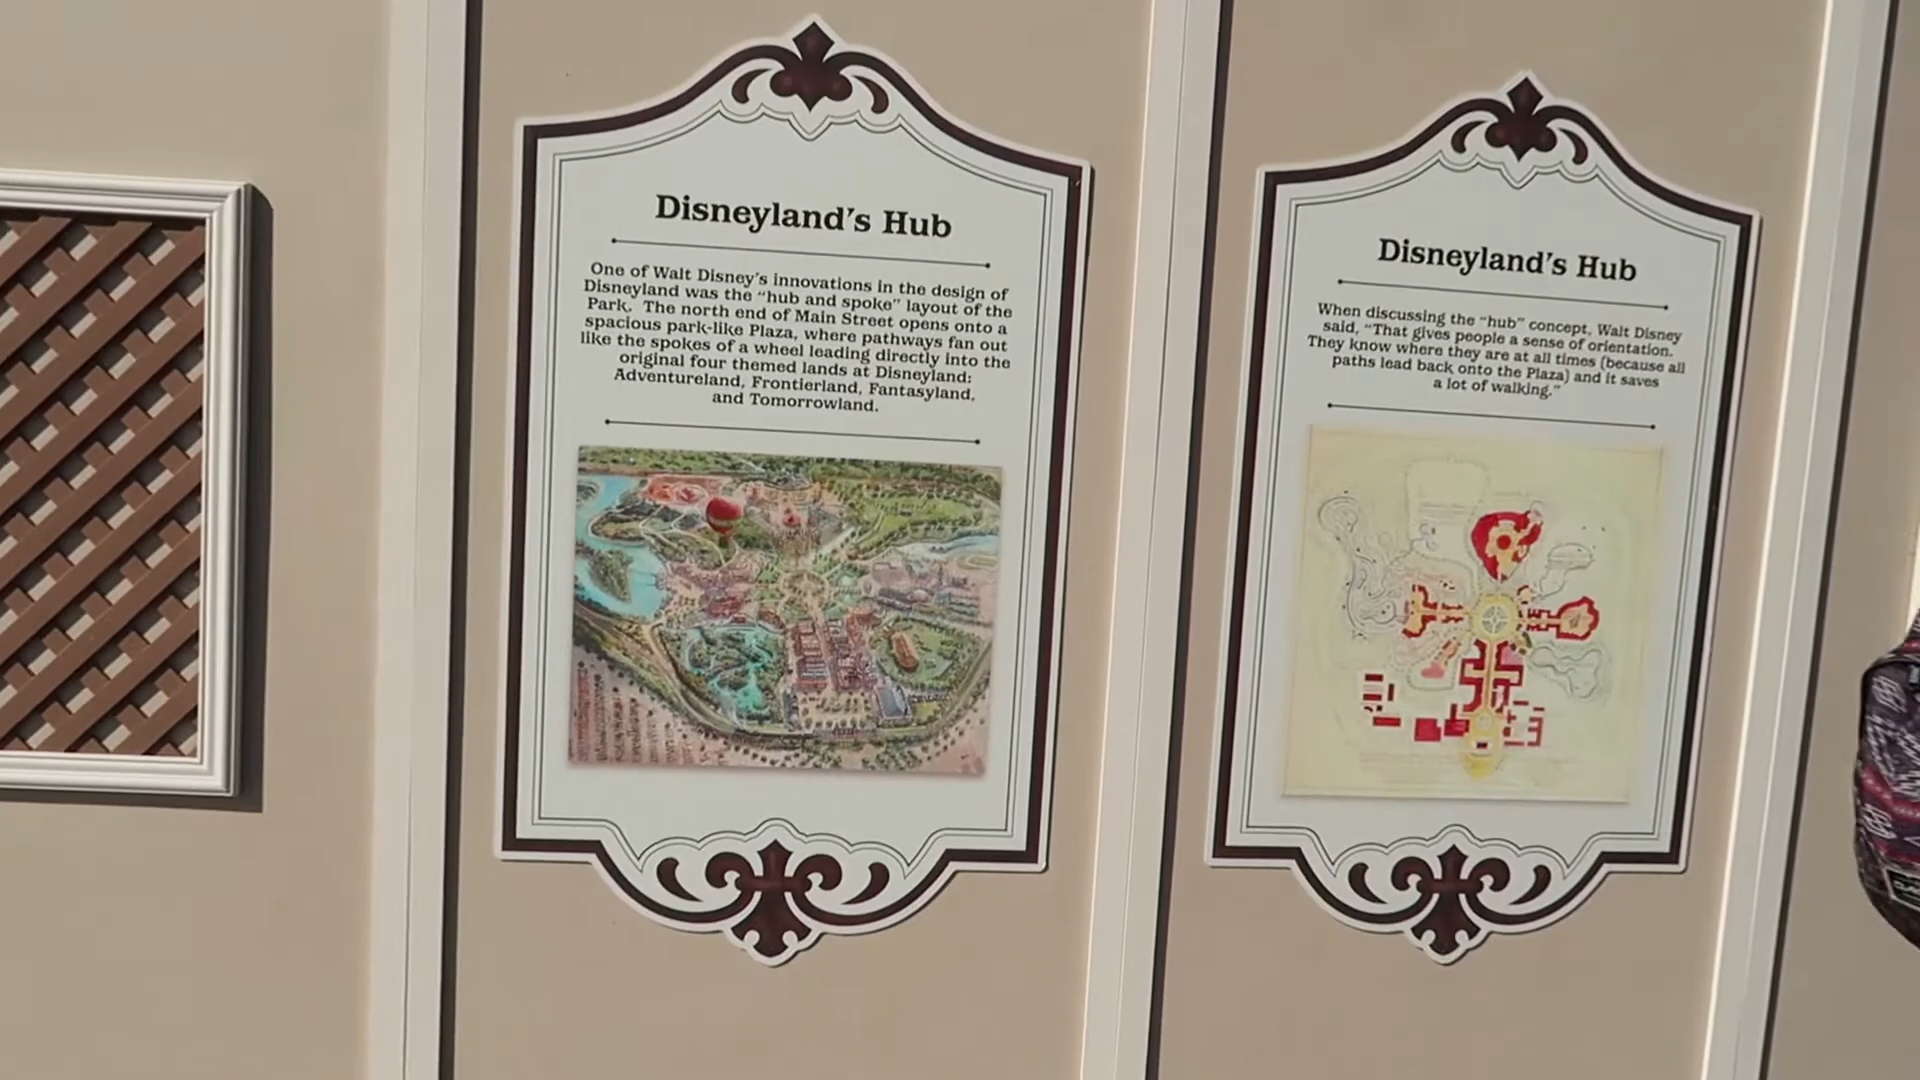 Disneyland's Hub
One of Walt Disney's innovations in the design of
Disneyland was the "hub and spoke" layout of the
Park. The north end of Main Street opens onto a
spacious park-like Plaza, where pathways fan out
like the spokes of a wheel leading directly into the
original four themed lands at Disneyland:
Adventureland, Frontierland, Fantasyland,
and Tomorrowland.
Disneyland's Hub
When discussing the "hub" concept, Walt Disney
said, "That gives people a sense of orientation.
They know where they are at all times (because all
paths lead back onto the Plaza) and it saves
a lot of walking."